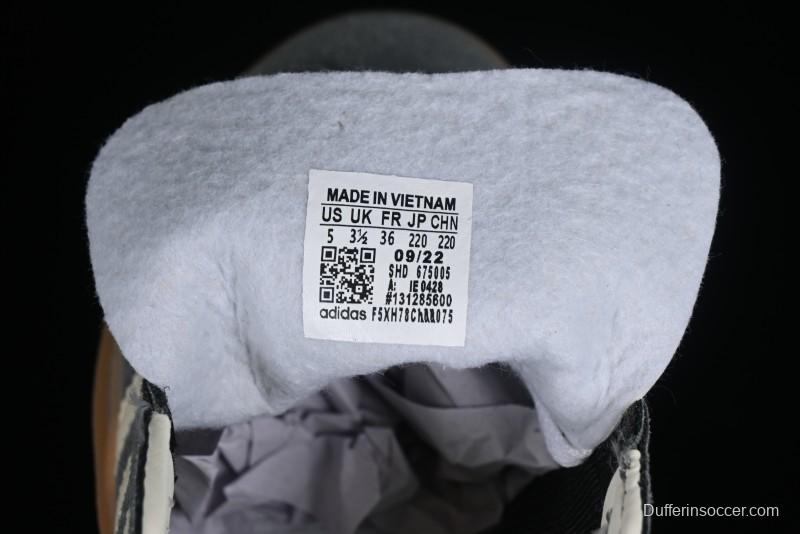 MADE IN VIETNAM
US UK FR JP CHN
5 3½ 36 220 220
09/22
SHD 675005
A: IE0428
#131285600
adidas
Dufferinsoccer.com